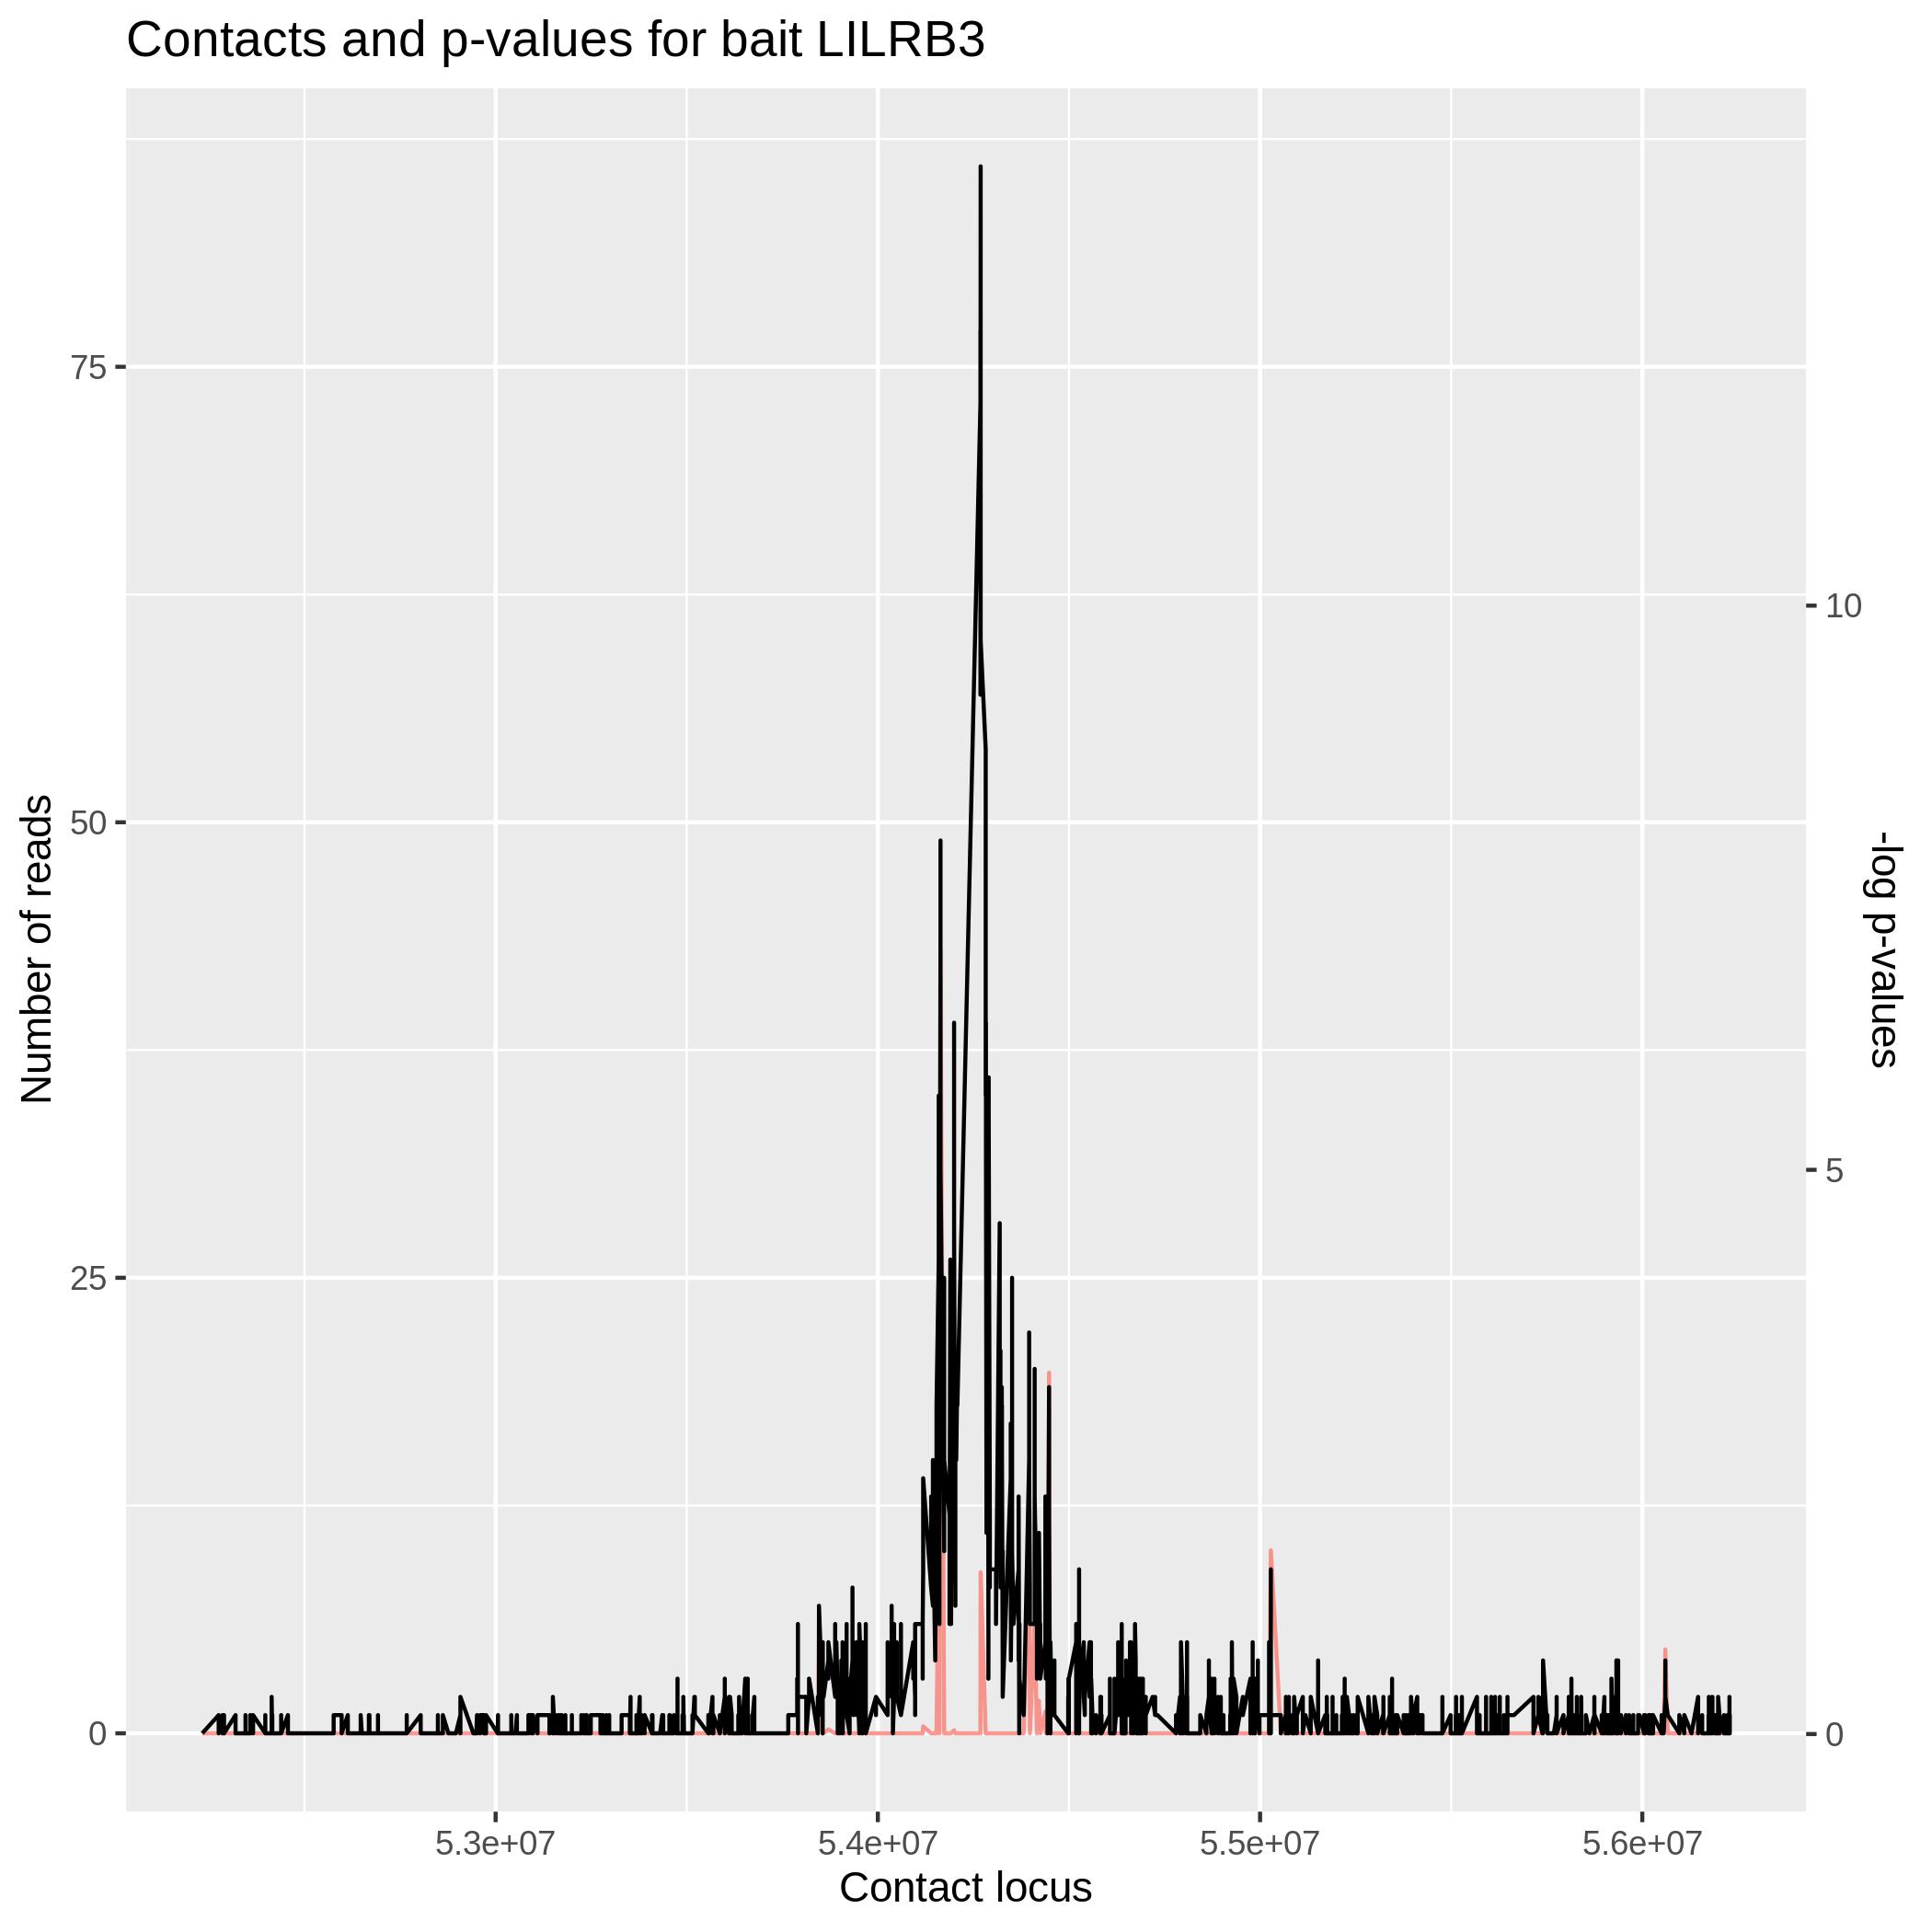 Contacts and p-values for bait LILRB3
75
50
25
0
10
5
0
Number of reads
-log p-values
5.3e+07
5.4e+07
5.5e+07
5.6e+07
Contact locus